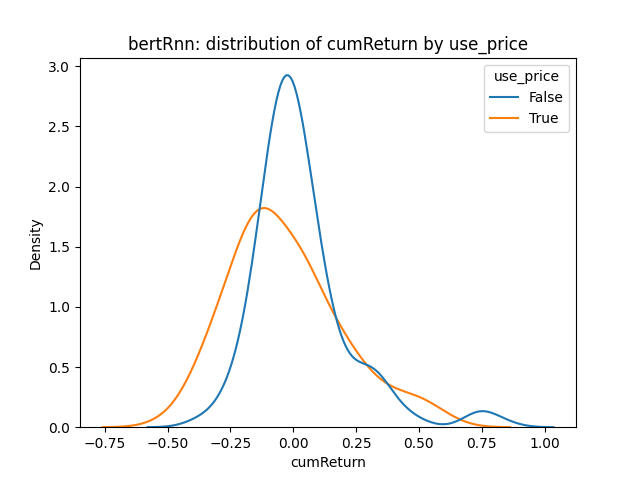 bertRnn: distribution of cumReturn by use_price
3.0
2.5
2.0
1.5
1.0
0.5
0.0
Density
use_price
False
True
−0.75 −0.50 −0.25 0.00 0.25 0.50 0.75 1.00
cumReturn